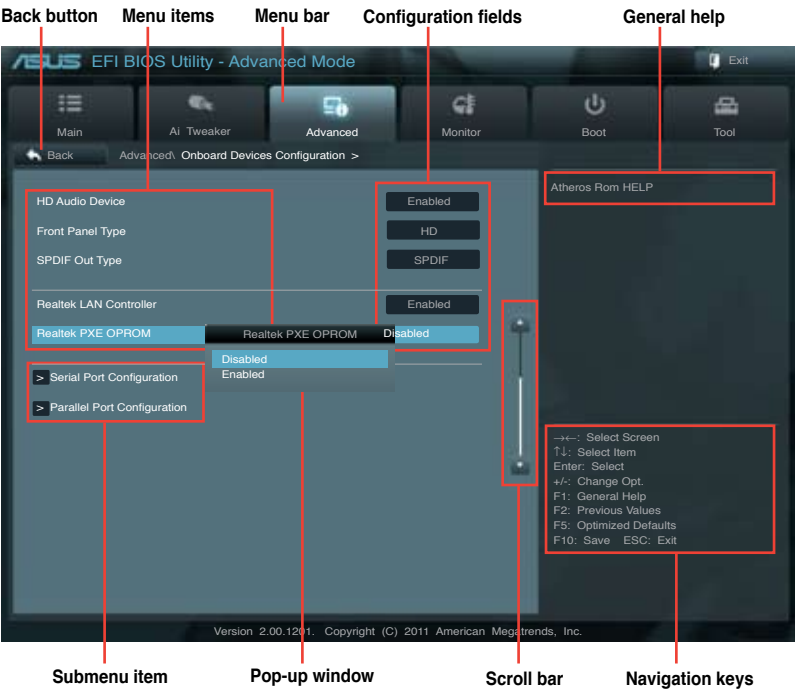 Back button Menu items Menu bar Configuration fields General help
ASUS EFI BIOS Utility - Advanced Mode Exit
Main Ai Tweaker Advanced Monitor Boot Tool
Back Advanced\ Onboard Devices Configuration >
Atheros Rom HELP
HD Audio Device Enabled
Front Panel Type HD
SPDIF Out Type SPDIF
Realtek LAN Controller Enabled
Realtek PXE OPROM Realtek PXE OPROM Disabled
Disabled
Enabled
> Serial Port Configuration
> Parallel Port Configuration
→←: Select Screen
↑↓: Select Item
Enter: Select
+/-: Change Opt.
F1: General Help
F2: Previous Values
F5: Optimized Defaults
F10: Save ESC: Exit
Version 2.00.1201. Copyright (C) 2011 American Megatrends, Inc.
Submenu item Pop-up window Scroll bar Navigation keys